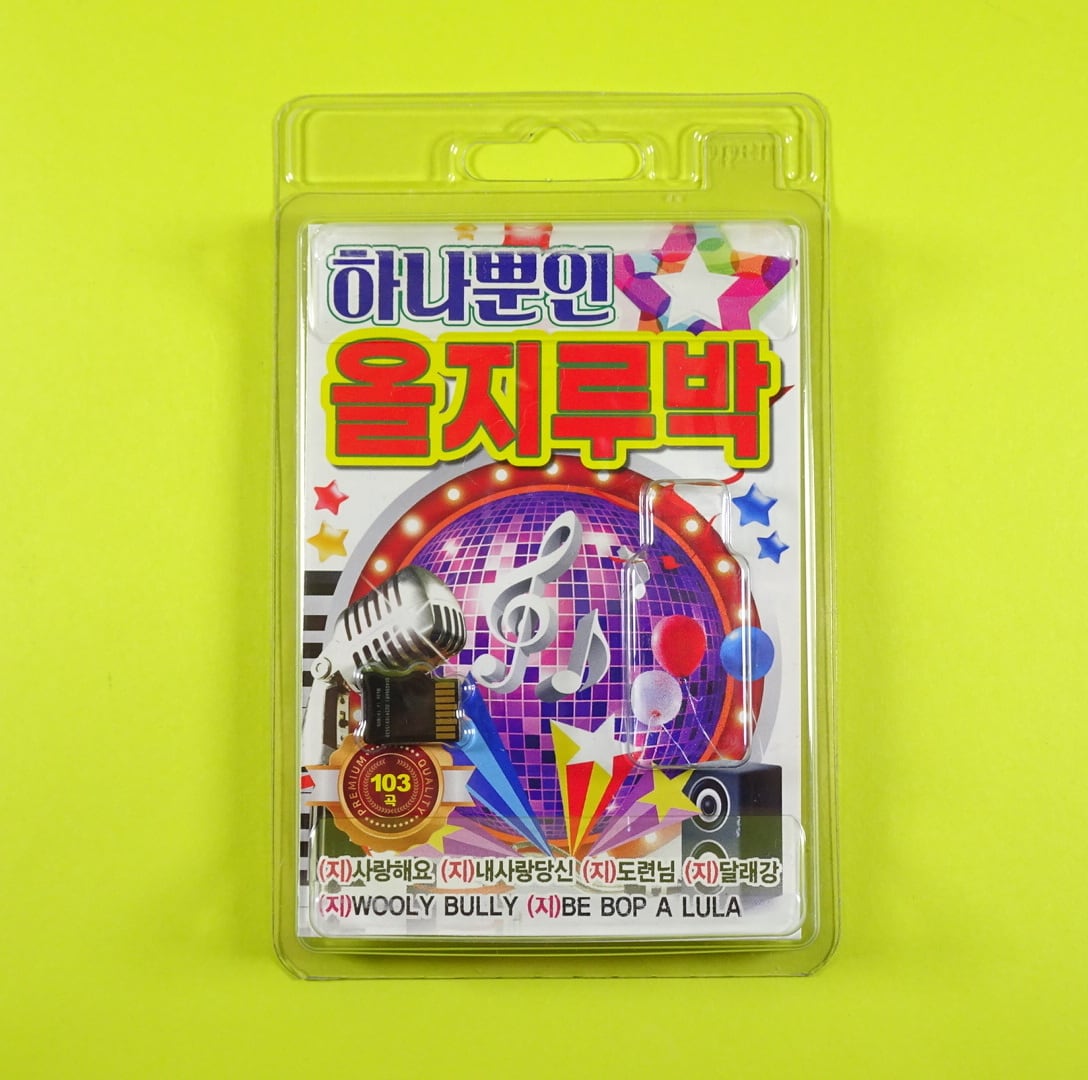 open
하나뿐인
올지루박
PREMIUM QUALITY
103
곡
(지)사랑해요 (지)내사랑당신 (지)도련님 (지)달래강
(지)WOOLY BULLY (지)BE BOP A LULA